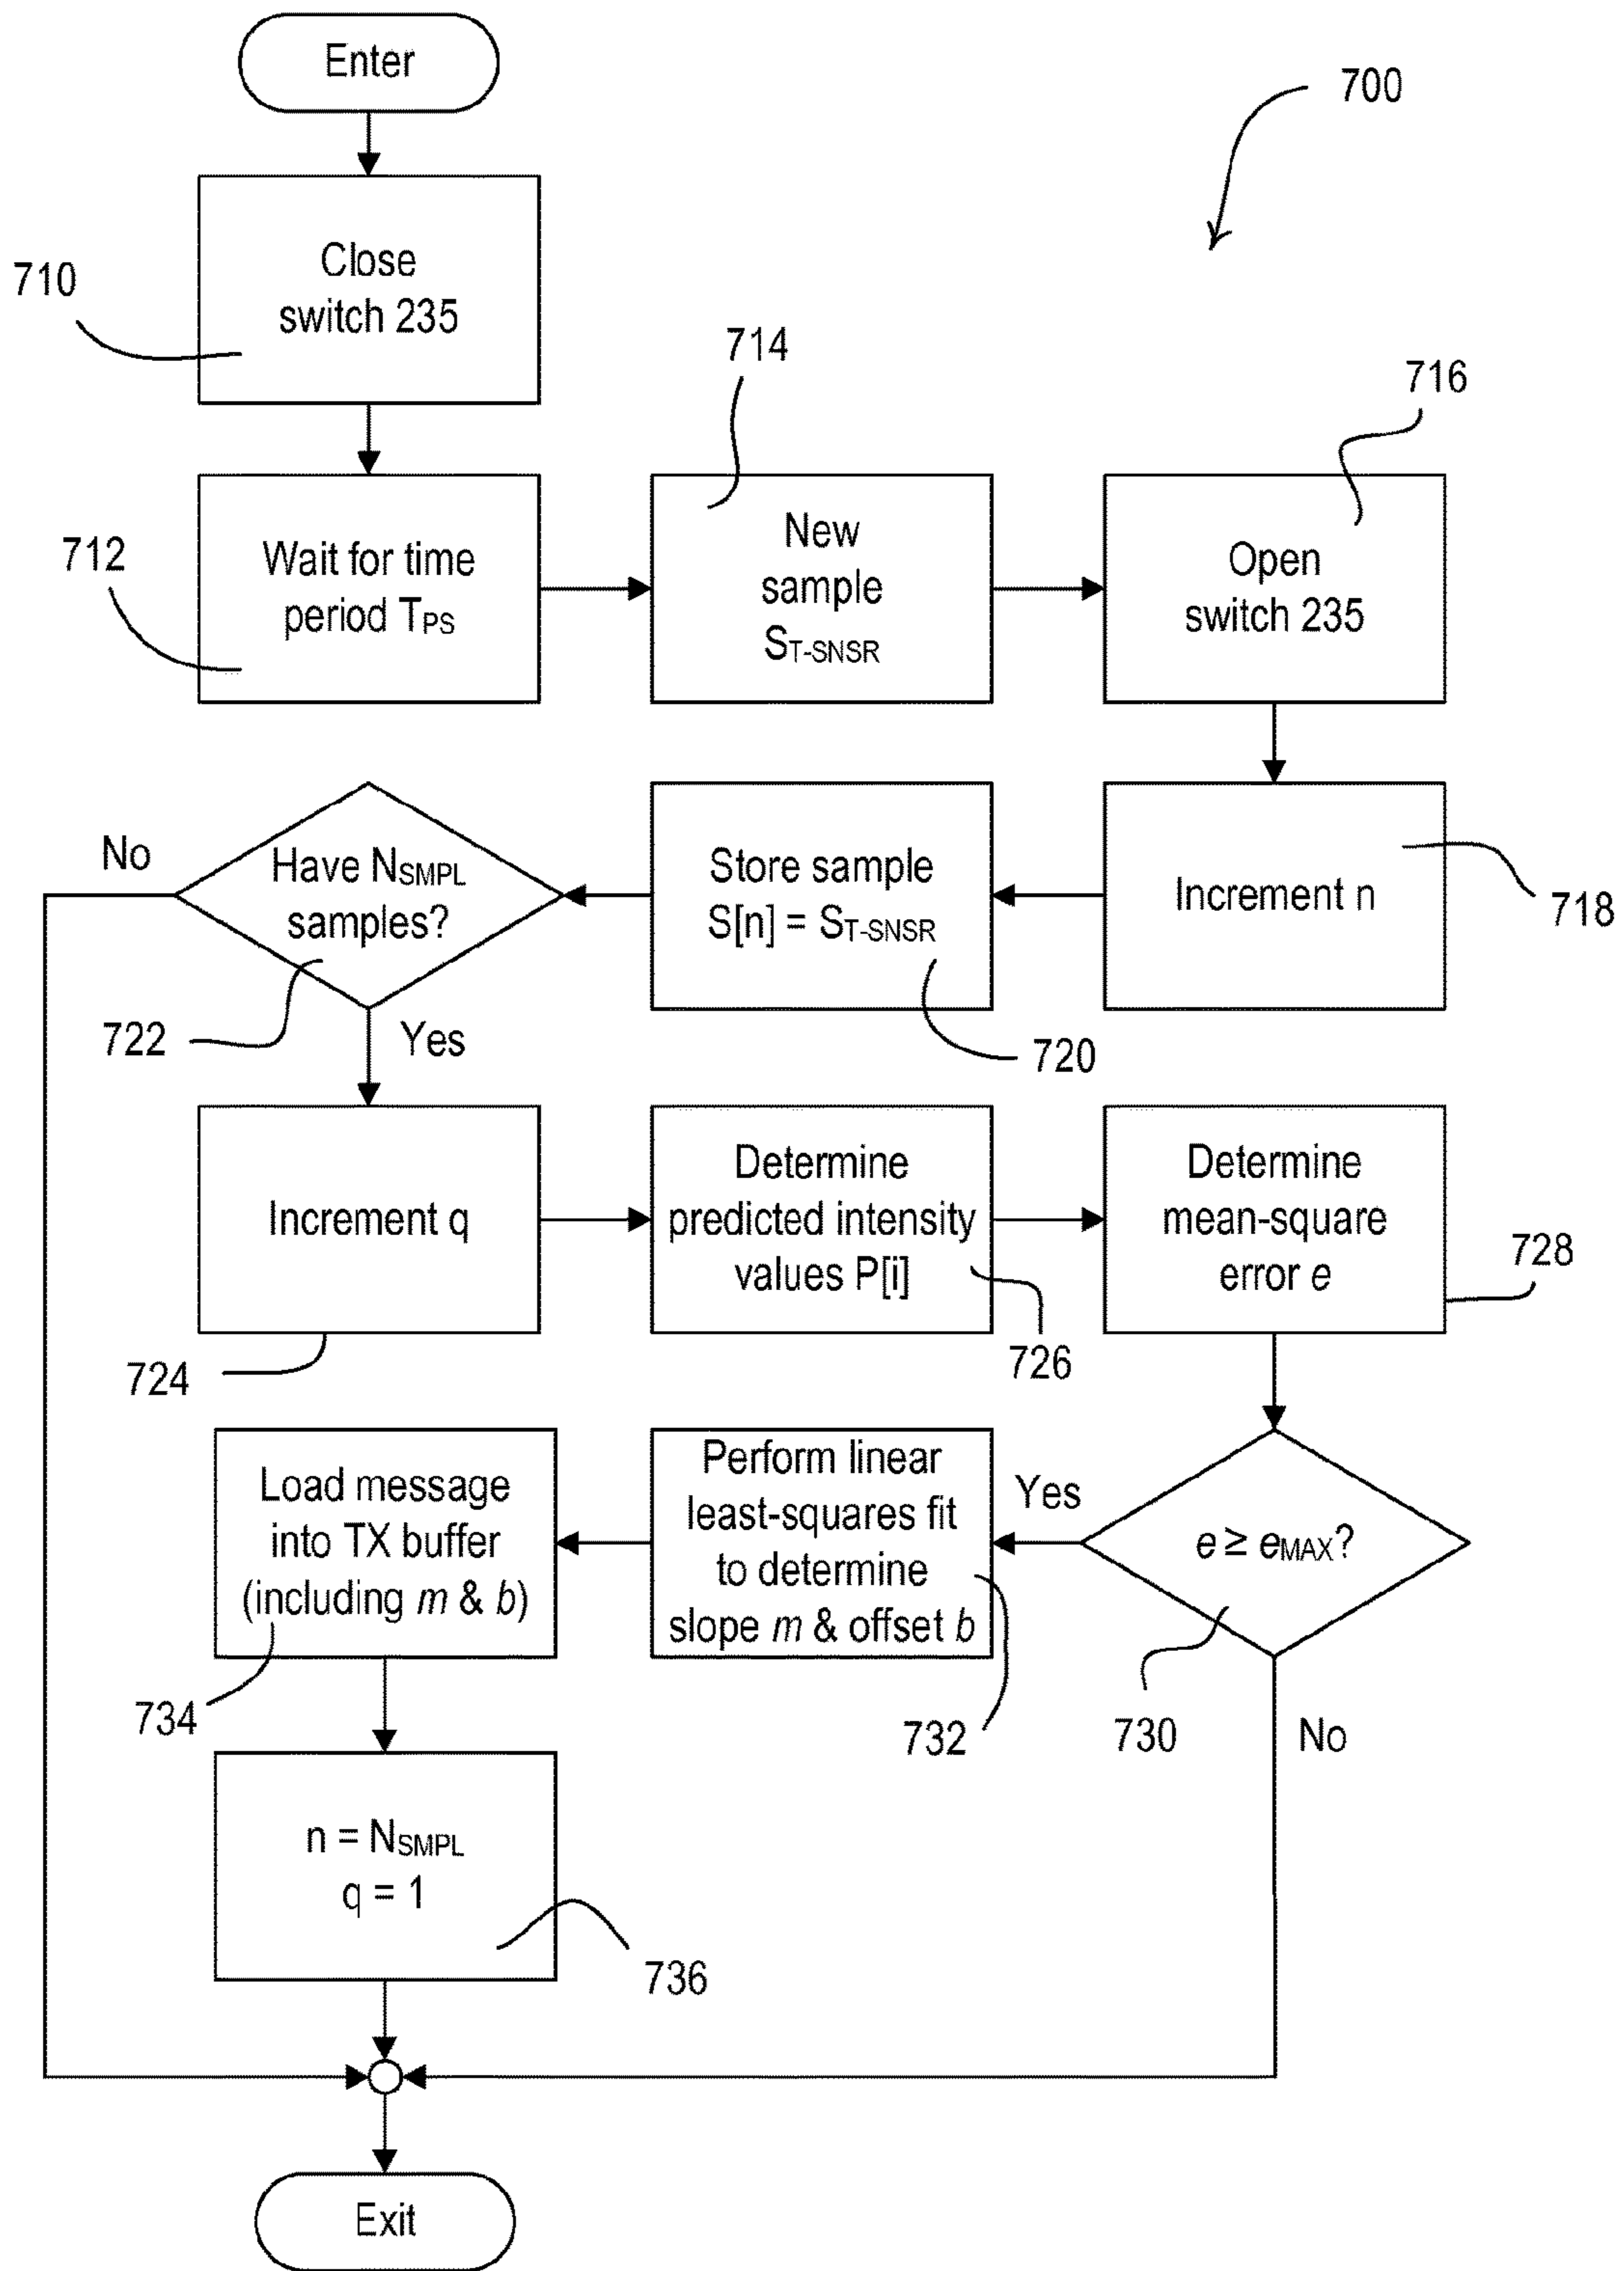 Enter
700
Close
switch 235
710
714
716
Wait for time
period TPS
712
New
sample
ST-SNSR
Open
switch 235
No
Have NSMPL
samples?
722
Yes
Store sample
S[n] = ST-SNSR
720
Increment n
718
Increment q
724
Determine
predicted intensity
values P[i]
726
Determine
mean-square
error e
728
Load message
into TX buffer
(including m & b)
734
Perform linear
least-squares fit
to determine
slope m & offset b
732
Yes
e ≥ eMAX?
730
No
n = NSMPL
q = 1
736
Exit